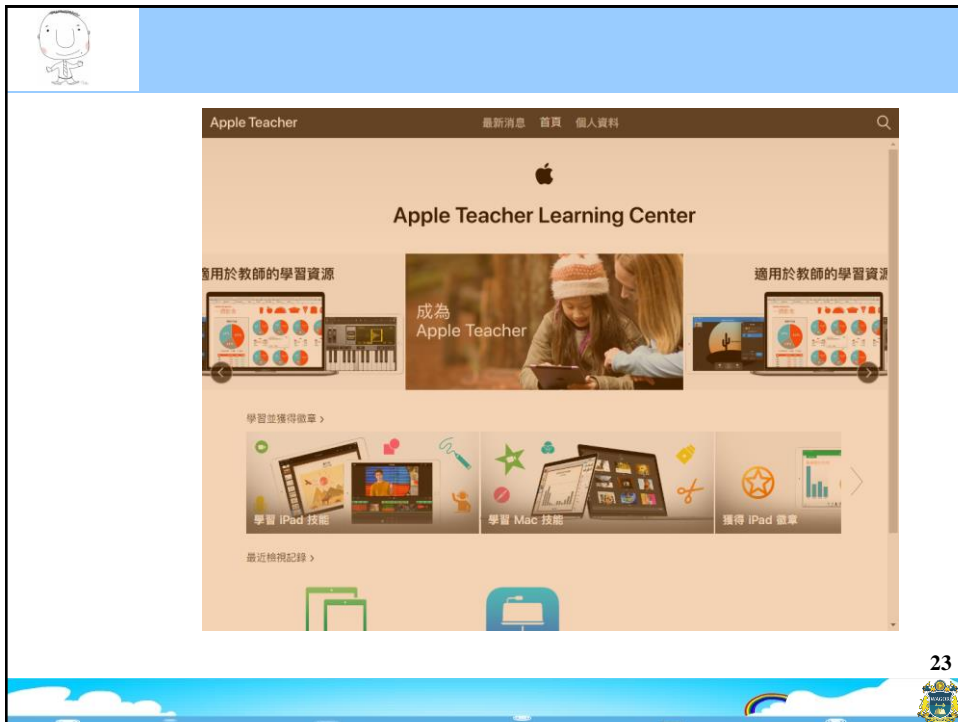 Apple Teacher
最新消息 首頁 個人資料
Apple Teacher Learning Center
適用於教師的學習資源
成為
Apple Teacher
適用於教師的學習資源
學習並獲得徽章 >
學習 iPad 技能
學習 Mac 技能
獲得 iPad 徽章
最近檢視記錄 >
23